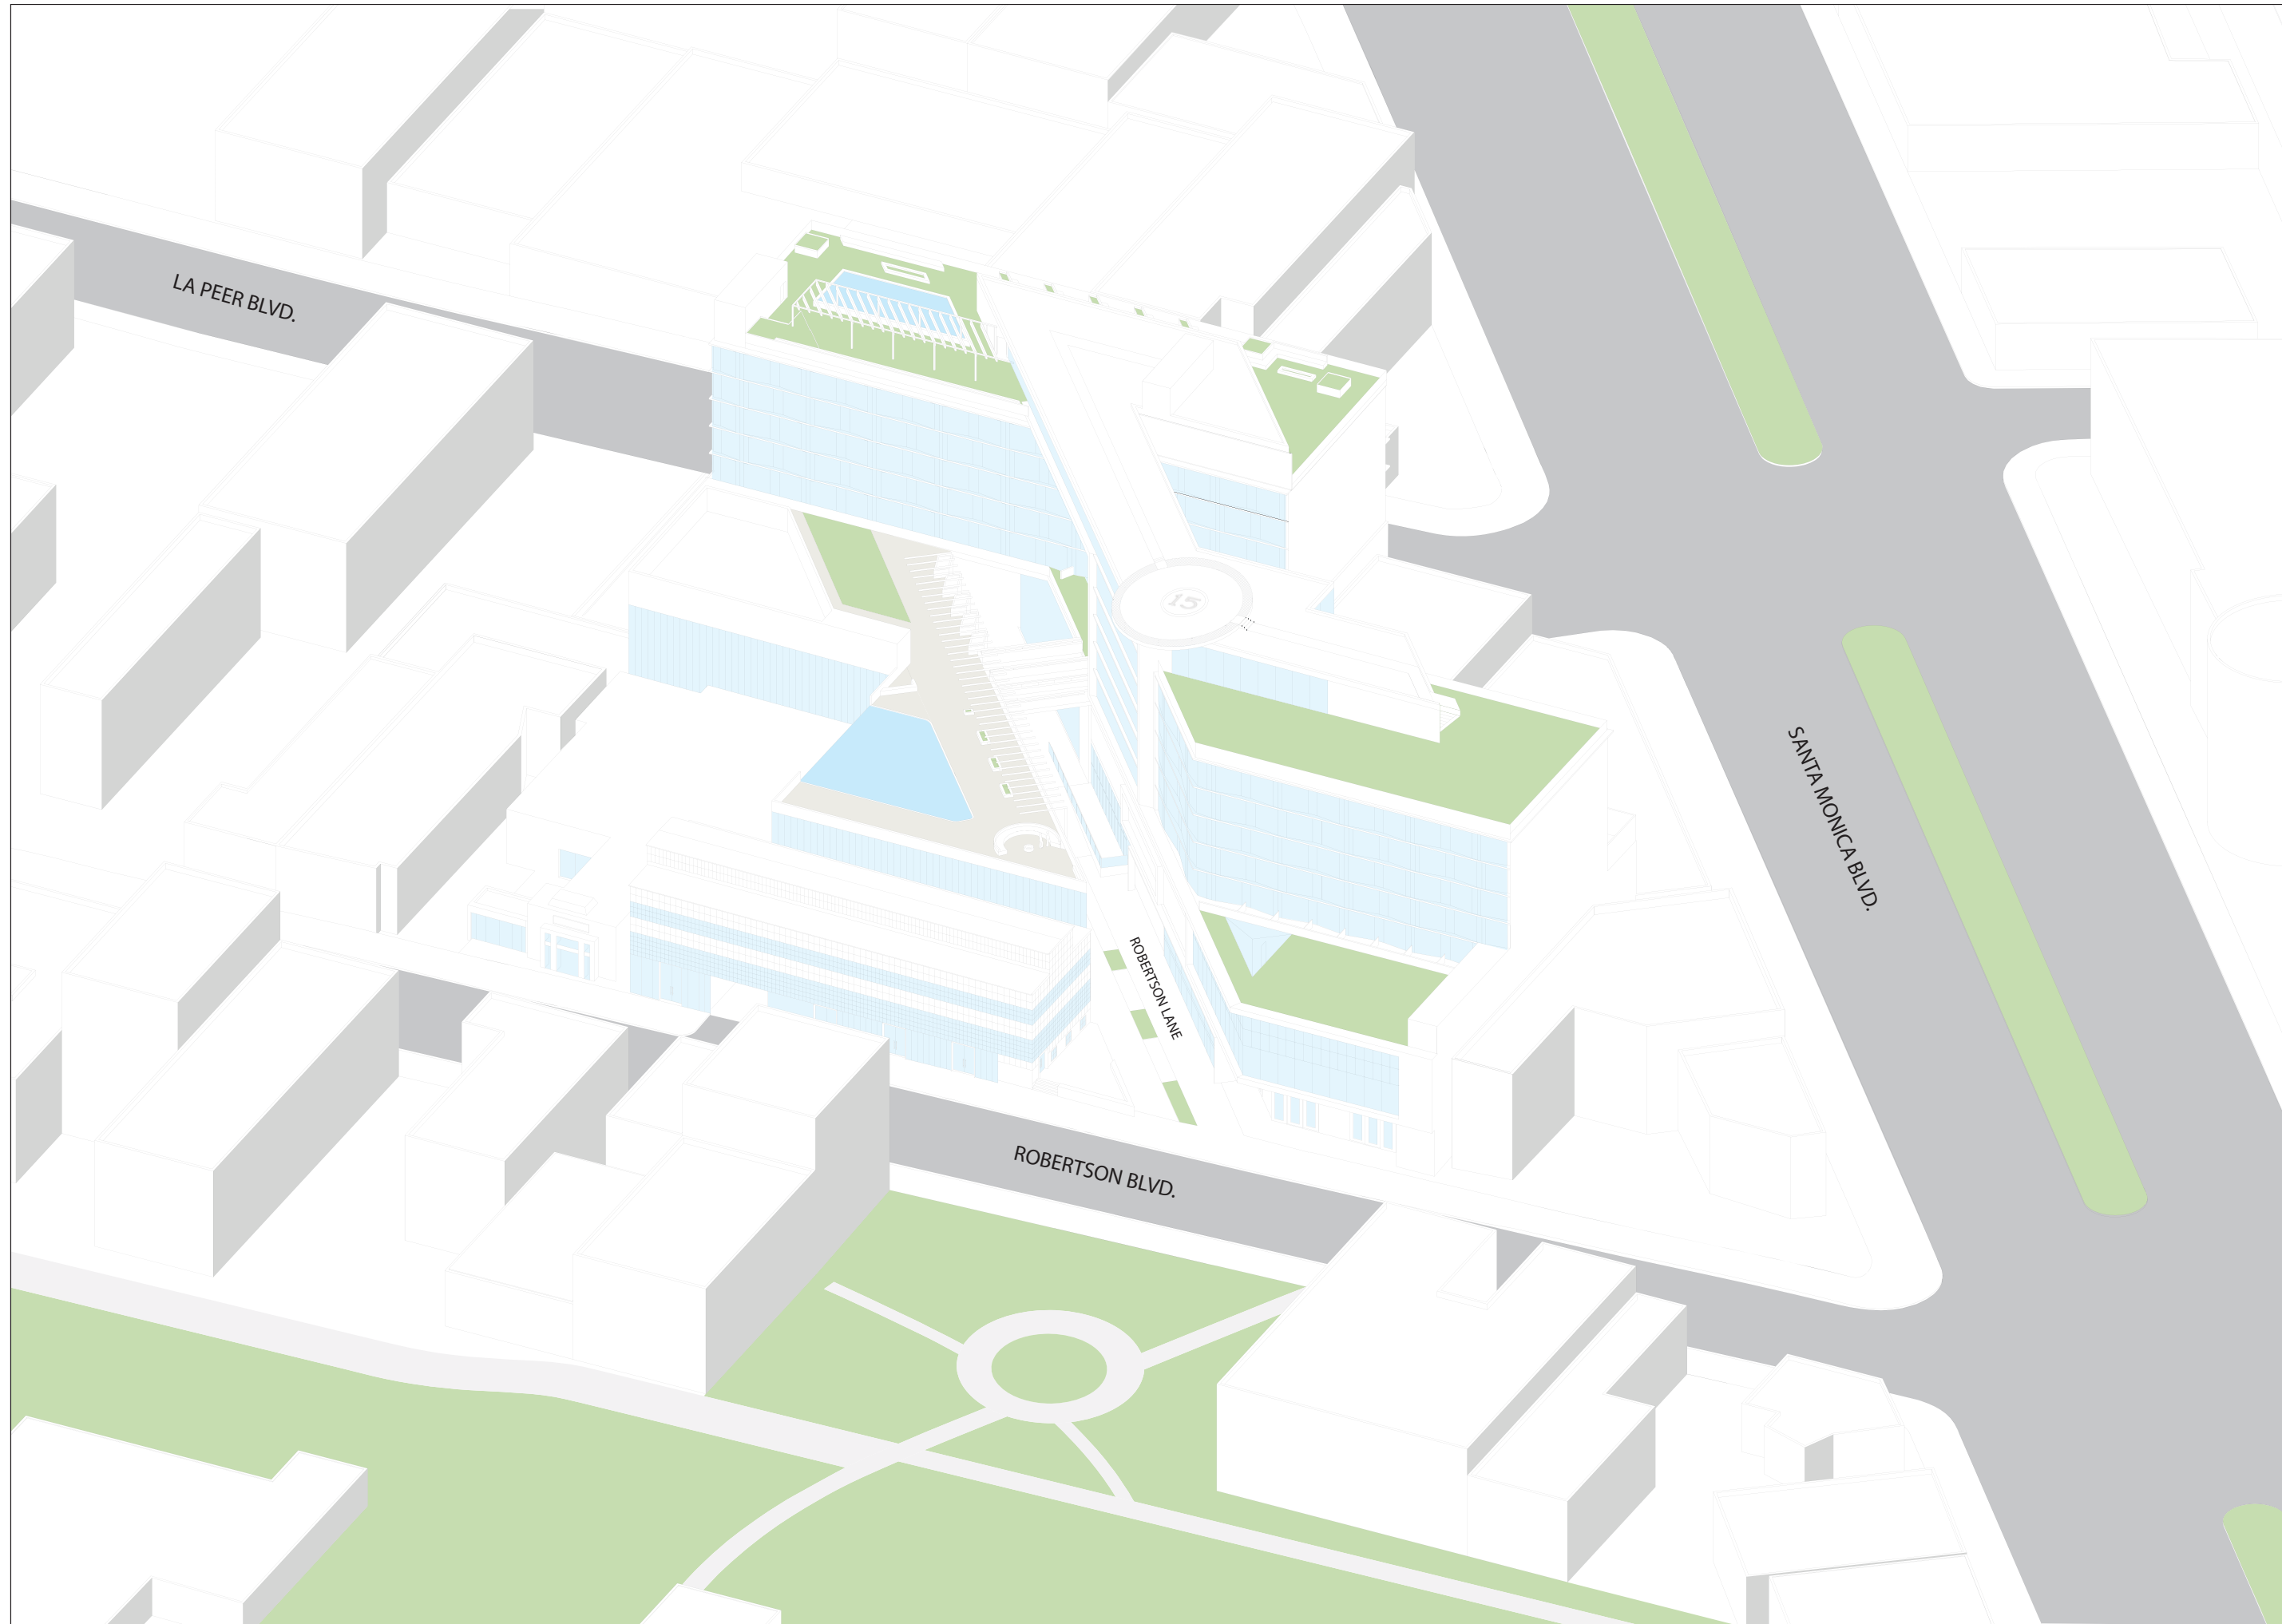 LA PEER BLVD.
15
SANTA MONICA BLVD.
ROBERTSON LANE
ROBERTSON BLVD.